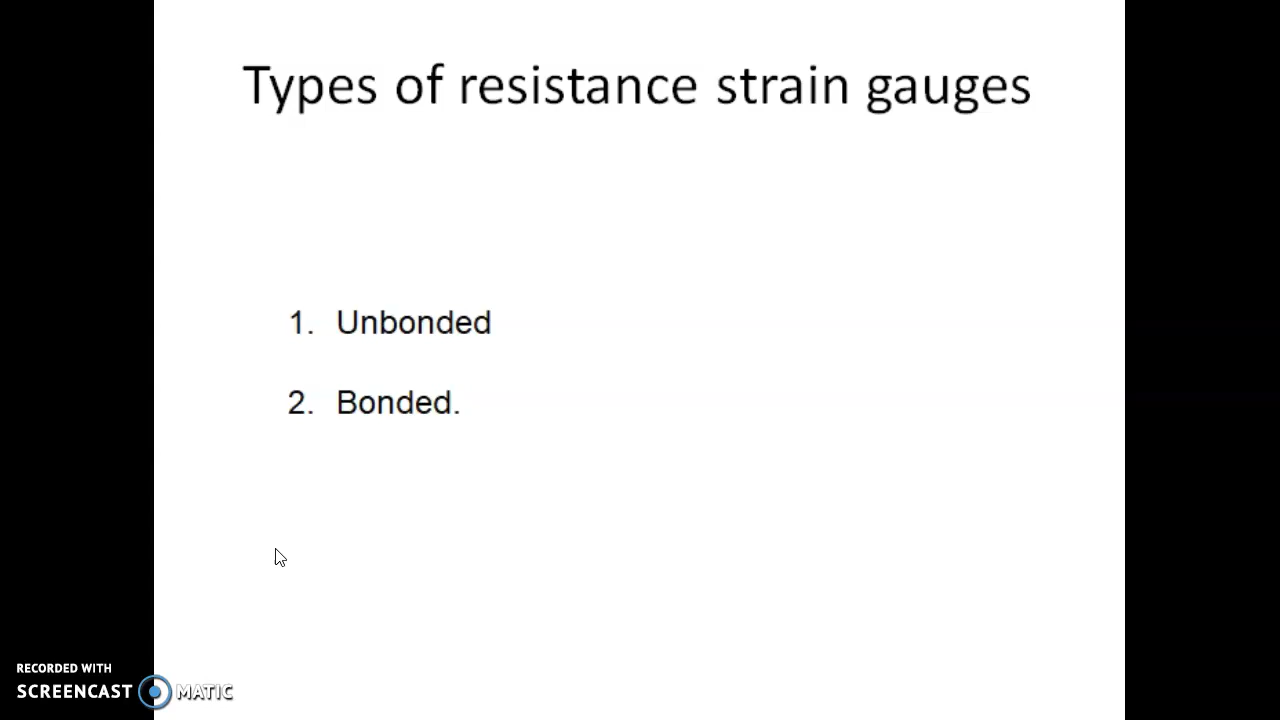 Types of resistance strain gauges
1. Unbonded
2. Bonded.
RECORDED WITH
SCREENCAST MATIC